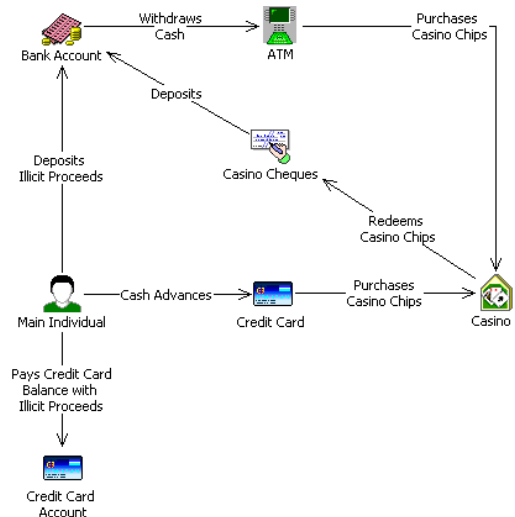 Withdraws
Cash
Purchases
Casino Chips
Bank Account
ATM
Deposits
Casino Cheques
Deposits
Illicit Proceeds
Redeems
Casino Chips
Cash Advances
Purchases
Casino Chips
Main Individual
Credit Card
Casino
Pays Credit Card
Balance with
Illicit Proceeds
Credit Card
Account